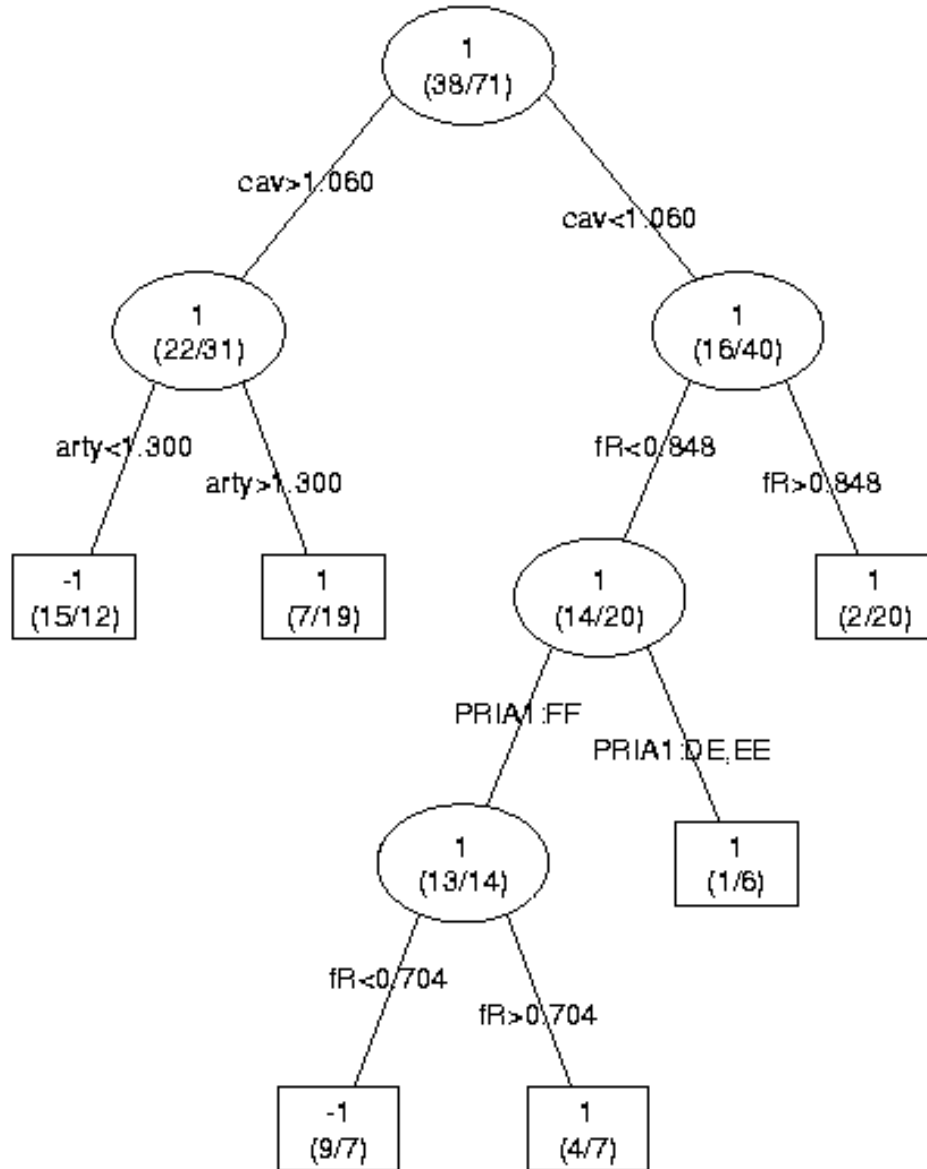 1
(38/71)
cav>1.060
cav<1.060
1
(22/31)
1
(16/40)
arty<1.300
arty>1.300
fR<0.848
fR>0.848
-1
(15/12)
1
(7/19)
1
(14/20)
1
(2/20)
PRIA1:FF
PRIA1:DE,EE
1
(13/14)
1
(1/6)
fR<0.704
fR>0.704
-1
(9/7)
1
(4/7)